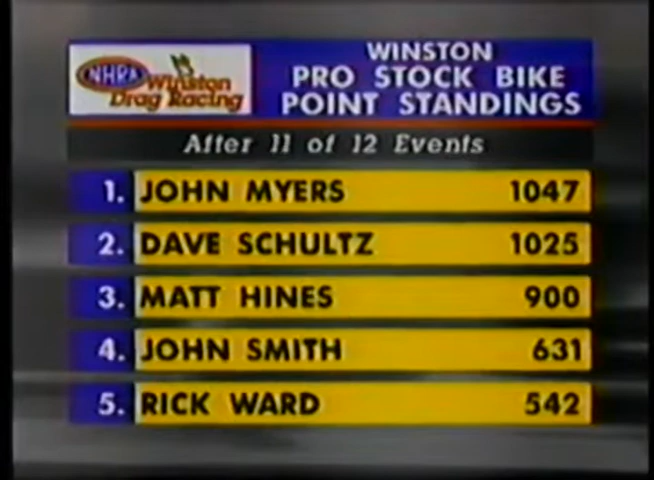 NHRA
Winston
Drag Racing
WINSTON
PRO STOCK BIKE
POINT STANDINGS
After 11 of 12 Events
1. JOHN MYERS 1047
2. DAVE SCHULTZ 1025
3. MATT HINES 900
4. JOHN SMITH 631
5. RICK WARD 542